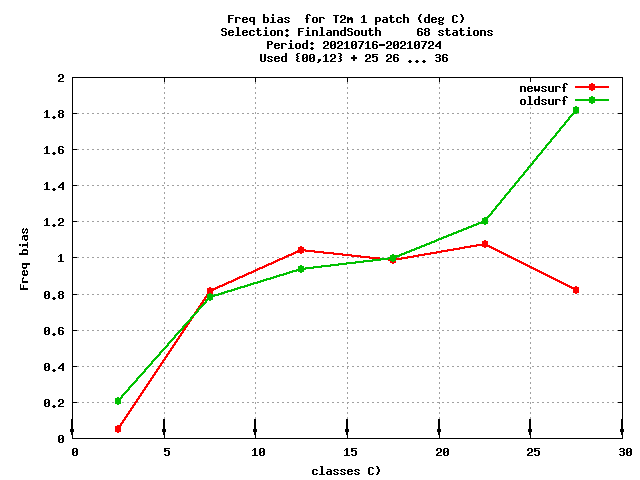 Freq bias  for T2m 1 patch (deg C)
Selection: FinlandSouth     68 stations
Period: 20210716-20210724
Used {00,12} + 25 26 ... 36
newsurf
oldsurf
2
1.8
1.6
1.4
1.2
1
0.8
0.6
0.4
0.2
0
Freq bias
0 5 10 15 20 25 30
classes C)